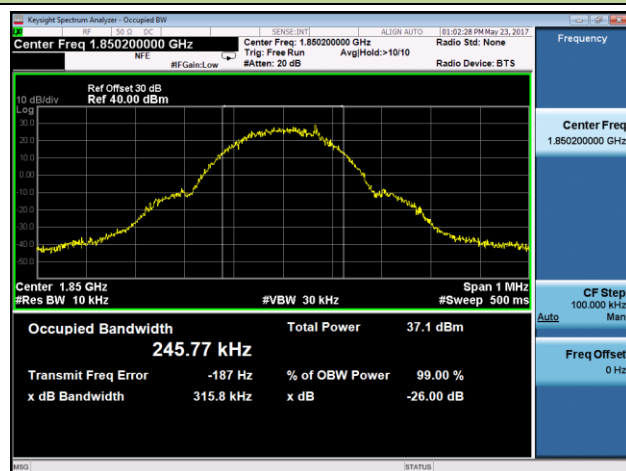 Keysight Spectrum Analyzer - Occupied BW
RF 50 Ω DC SENSE:INT ALIGN AUTO 01:02:28 PM May 23, 2017
Center Freq 1.850200000 GHz Center Freq: 1.850200000 GHz Radio Std: None Frequency
NFE Trig: Free Run Avg|Hold:>10/10
#IFGain:Low #Atten: 20 dB Radio Device: BTS
Ref Offset 30 dB
10 dB/div Ref 40.00 dBm
Log
30.0
20.0
10.0
0.00
-10.0
-20.0
-30.0
-40.0
-50.0
Center Freq
1.850200000 GHz
Center 1.85 GHz Span 1 MHz
#Res BW 10 kHz #VBW 30 kHz #Sweep 500 ms
CF Step
100.000 kHz
Auto Man
Occupied Bandwidth Total Power 37.1 dBm
245.77 kHz
Transmit Freq Error -187 Hz % of OBW Power 99.00 %
x dB Bandwidth 315.8 kHz x dB -26.00 dB
Freq Offset
0 Hz
MSG STATUS